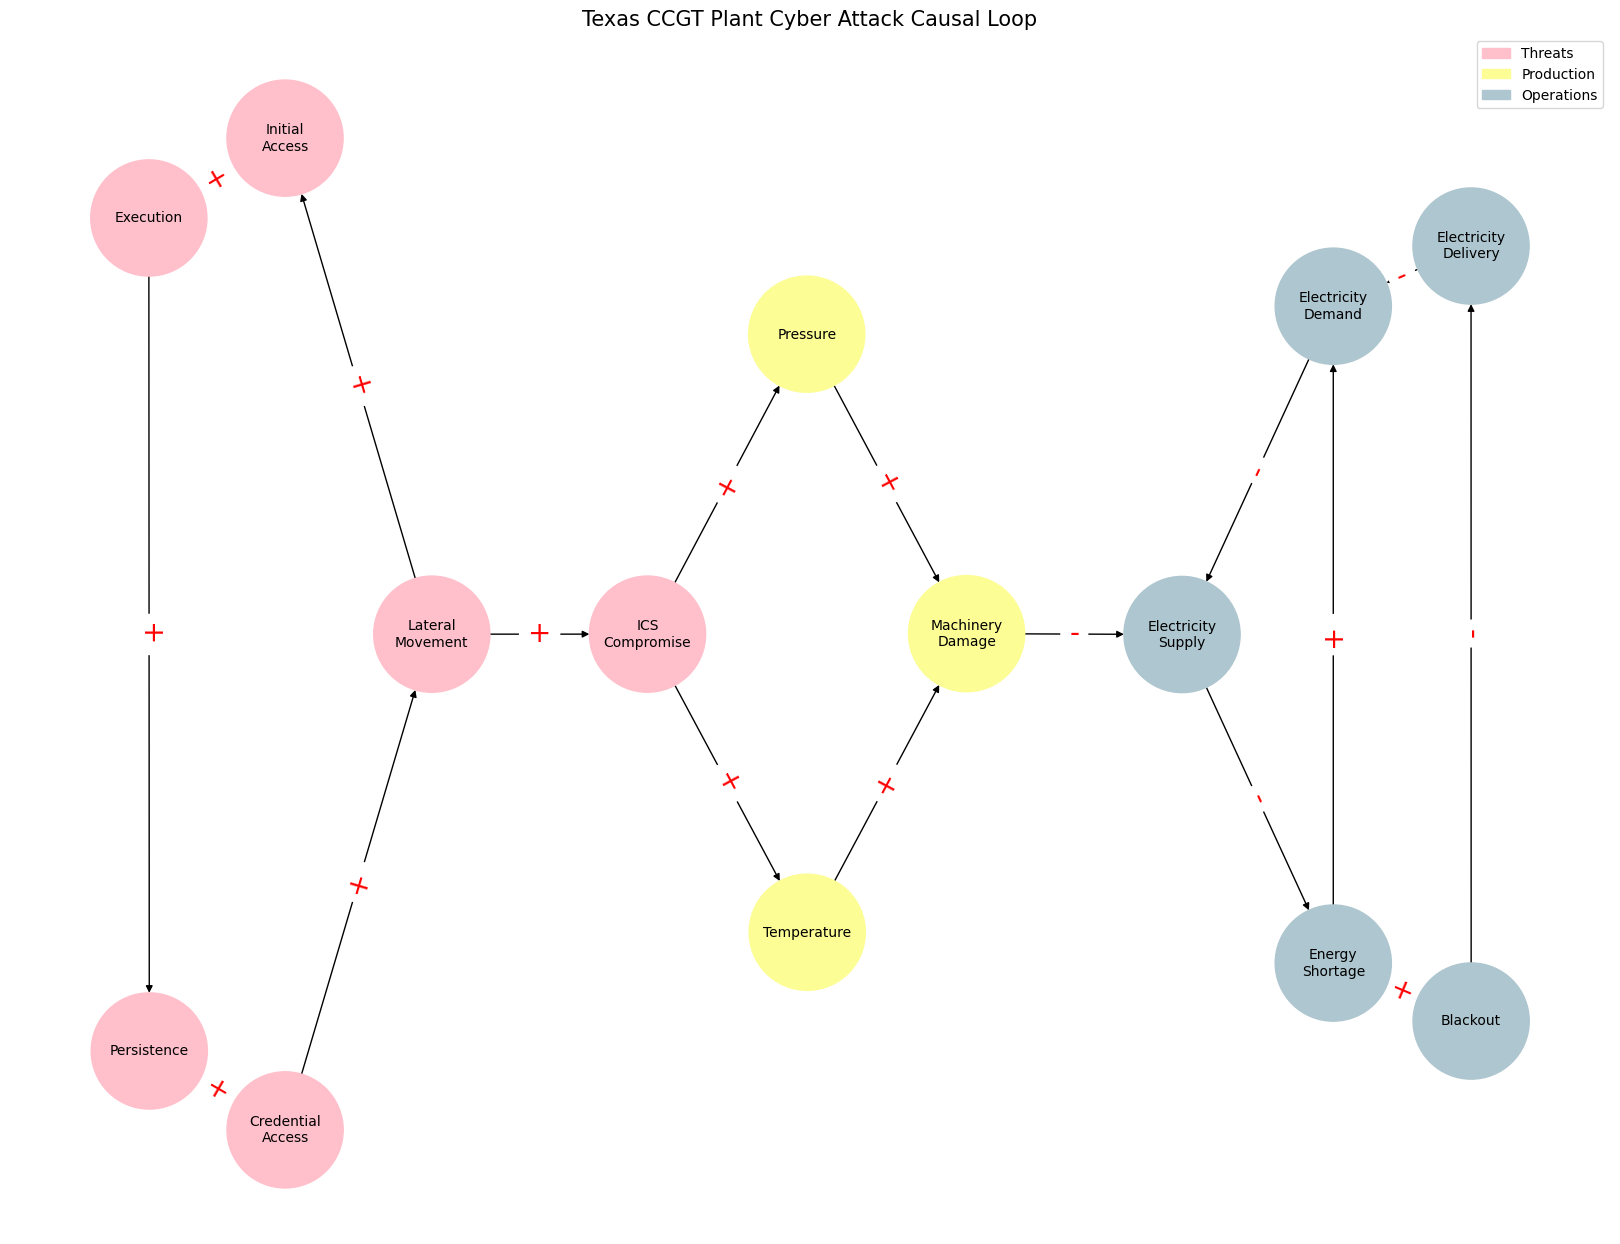 Texas CCGT Plant Cyber Attack Causal Loop
Threats
Production
Operations
Initial
Access
+
Execution
Electricity
Delivery
-
Electricity
Demand
Pressure
+
-
+
+
+
Lateral
Movement
+
ICS
Compromise
Machinery
Damage
-
Electricity
Supply
+
-
+
+
-
+
Temperature
Energy
Shortage
+
Blackout
Persistence
+
Credential
Access